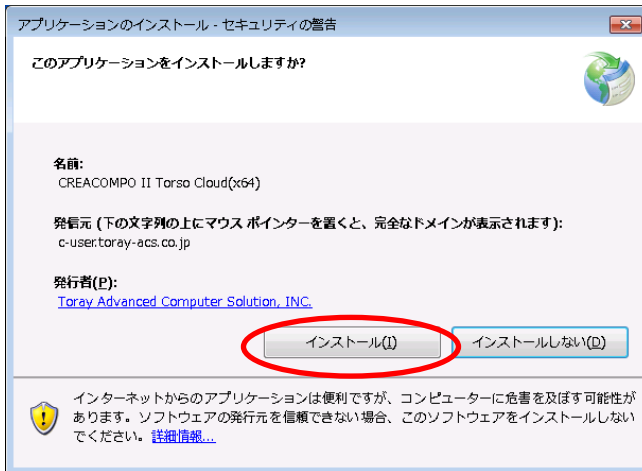 アプリケーションのインストール - セキュリティの警告
このアプリケーションをインストールしますか?
名前:
CREACOMPO II Torso Cloud(x64)
発信元 (下の文字列の上にマウス ポインターを置くと、完全なドメインが表示されます):
c-user.toray-acs.co.jp
発行者(P):
Toray Advanced Computer Solution, INC.
インストール(I) インストールしない(D)
インターネットからのアプリケーションは便利ですが、コンピューターに危害を及ぼす可能性が
あります。ソフトウェアの発行元を信頼できない場合、このソフトウェアをインストールしない
でください。詳細情報...